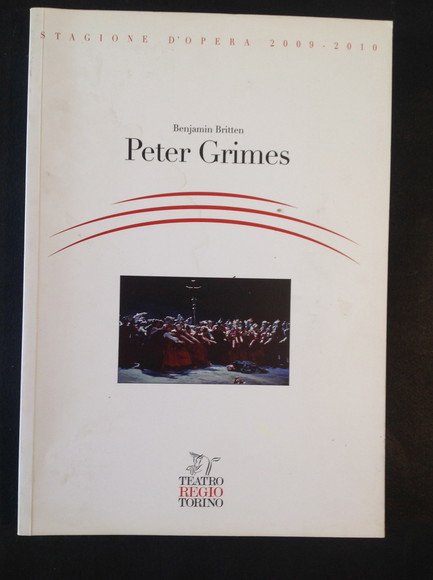 STAGIONE D'OPERA 2009-2010
Benjamin Britten
Peter Grimes
TEATRO
REGIO
TORINO